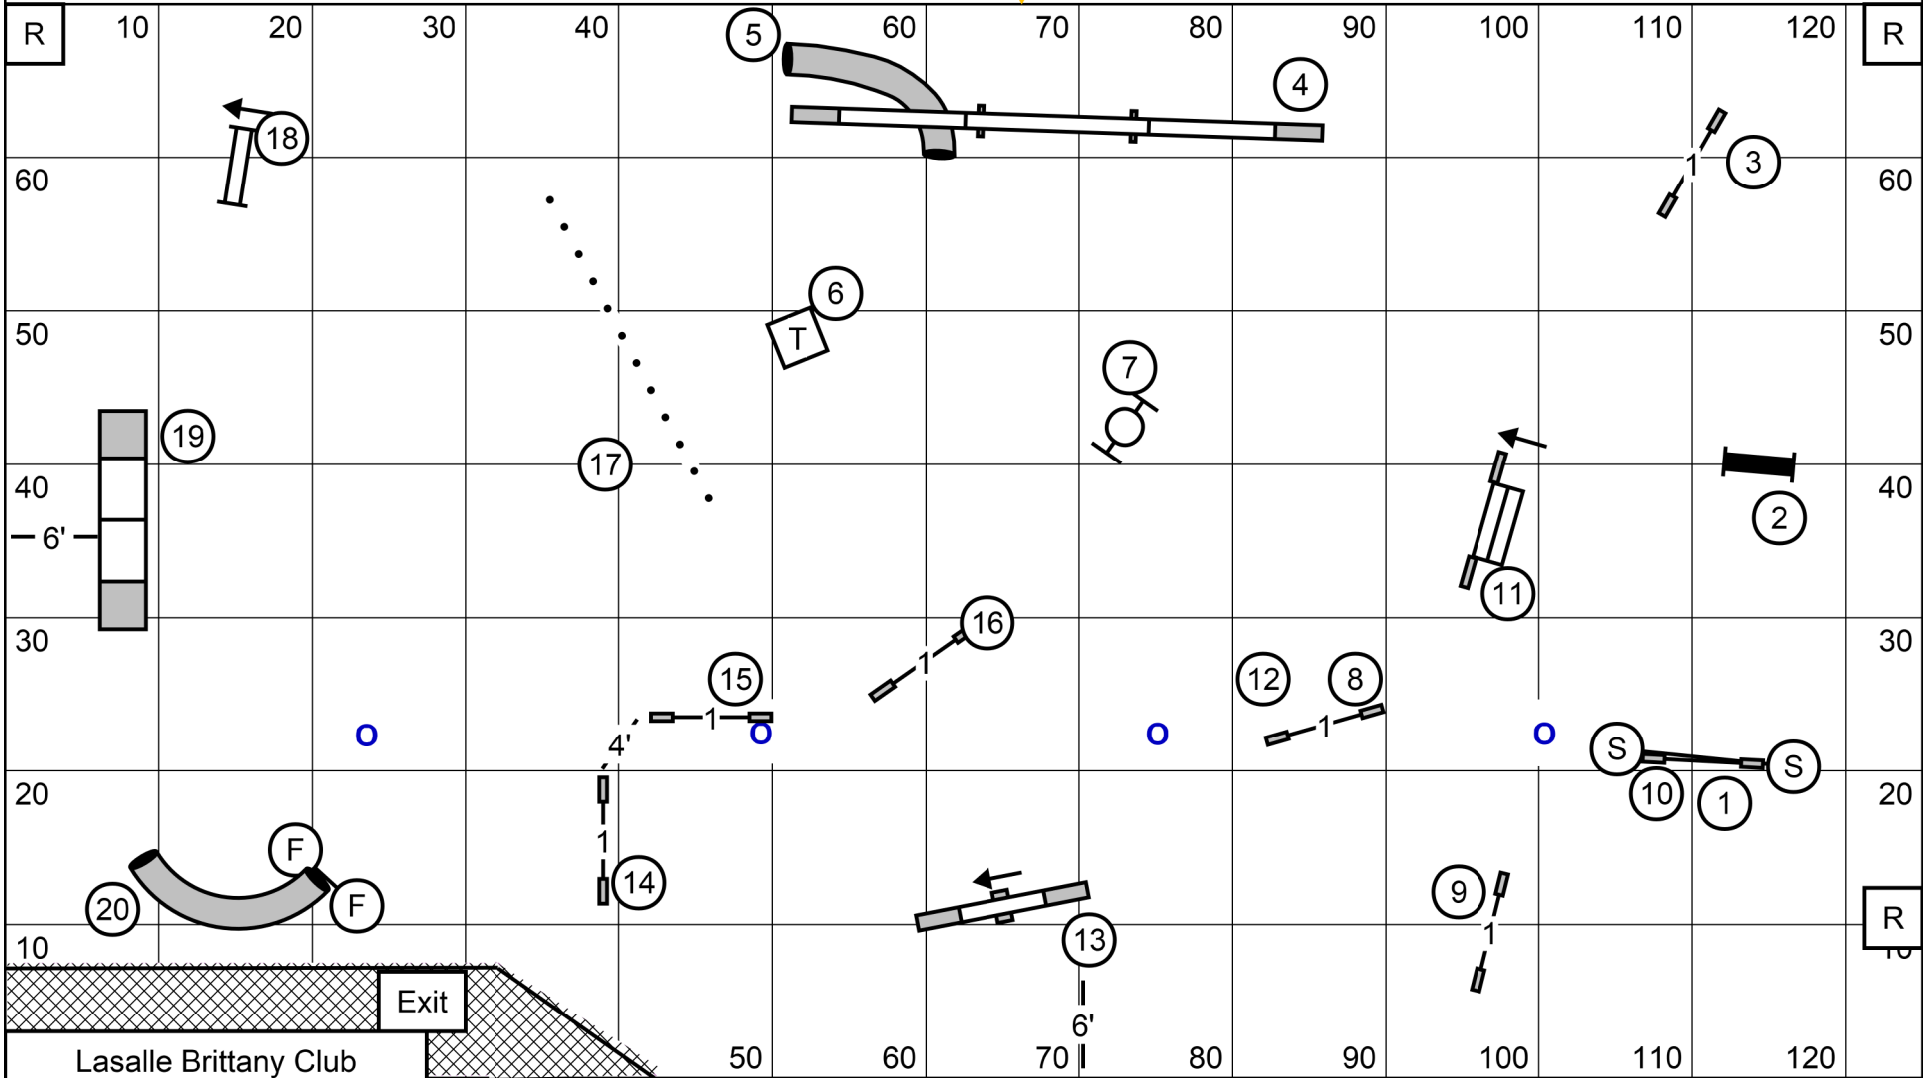 R 10 20 30 40 5 60 70 80 90 100 110 120 R
4
18
60 1 3 60
6
50 T 50
7
19 17
40 2 40
6'
11
16
30 1 30
15 12 8
O 1 O O 1 O S S
4'
20 10 1 20
1
F
20 F 14 9 R
13 1
10 10
Exit
6'
Lasalle Brittany Club 50 60 70 80 90 100 110 120